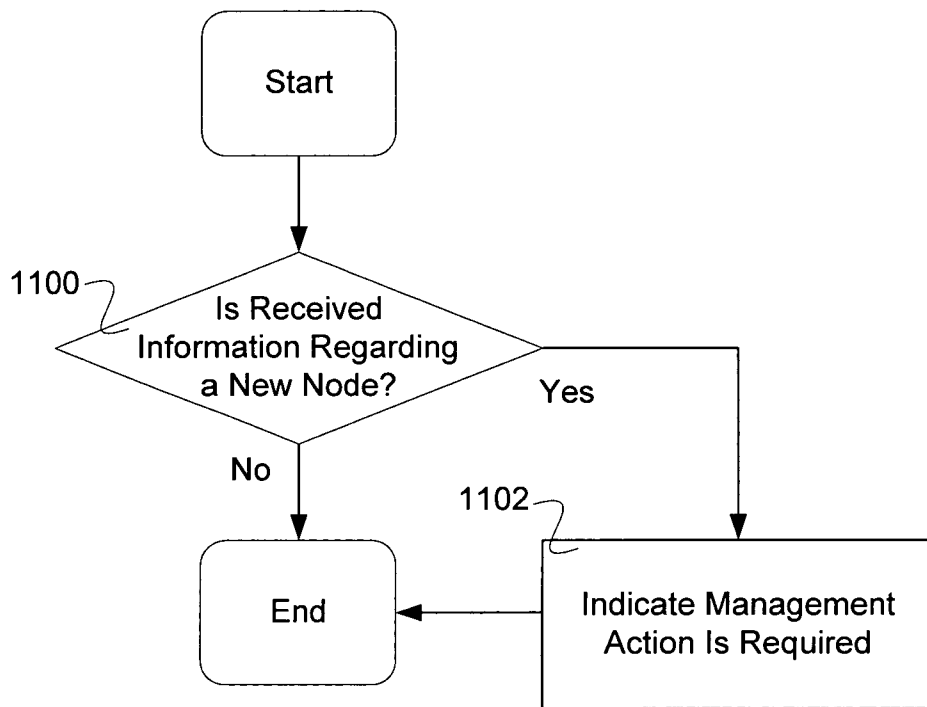 Start
1100
Is Received
Information Regarding
a New Node?
Yes
No
1102
End
Indicate Management
Action Is Required